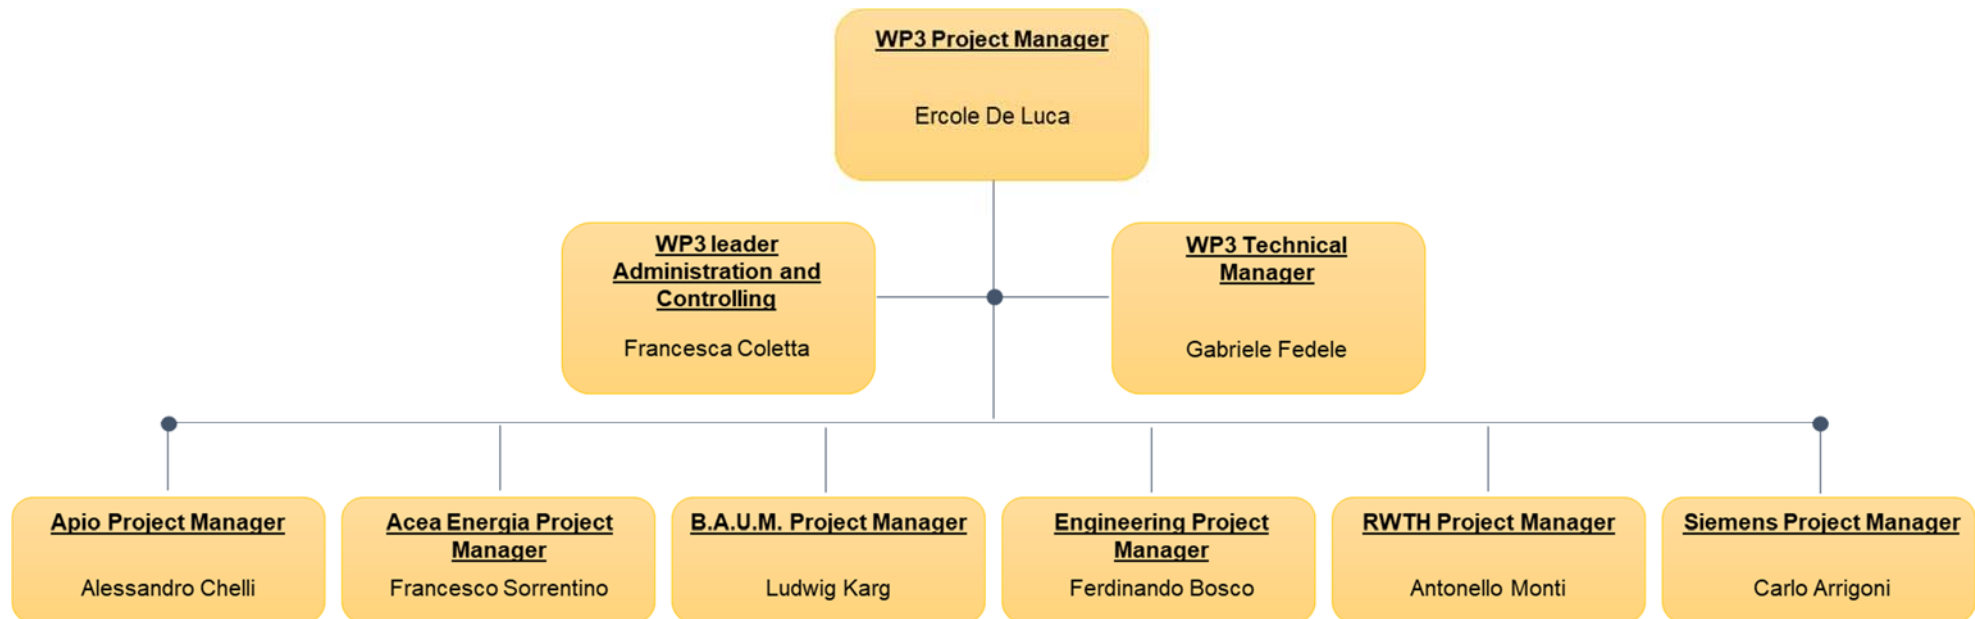 WP3 Project Manager
Ercole De Luca
WP3 leader
Administration and
Controlling
Francesca Coletta
WP3 Technical
Manager
Gabriele Fedele
Apio Project Manager
Alessandro Chelli
Acea Energia Project
Manager
Francesco Sorrentino
B.A.U.M. Project Manager
Ludwig Karg
Engineering Project
Manager
Ferdinando Bosco
RWTH Project Manager
Antonello Monti
Siemens Project Manager
Carlo Arrigoni